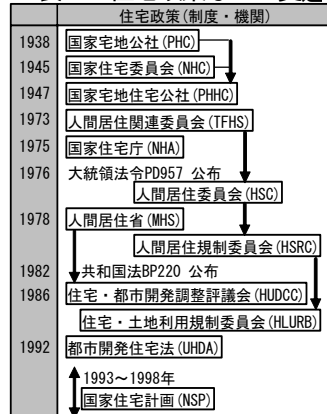 住宅政策(制度・機関)
1938 国家宅地公社(PHC)
1945 国家住宅委員会(NHC)
1947 国家宅地住宅公社(PHHC)
1973 人間居住関連委員会(TFHS)
1975 国家住宅庁(NHA)
1976 大統領法令PD957 公布
人間居住委員会(HSC)
1978 人間居住省(MHS)
人間居住規制委員会(HSRC)
1982 共和国法BP220 公布
1986 住宅・都市開発調整評議会(HUDCC)
住宅・土地利用規制委員会(HLURB)
1992 都市開発住宅法(UHDA)
1993～1998年
国家住宅計画(NSP)